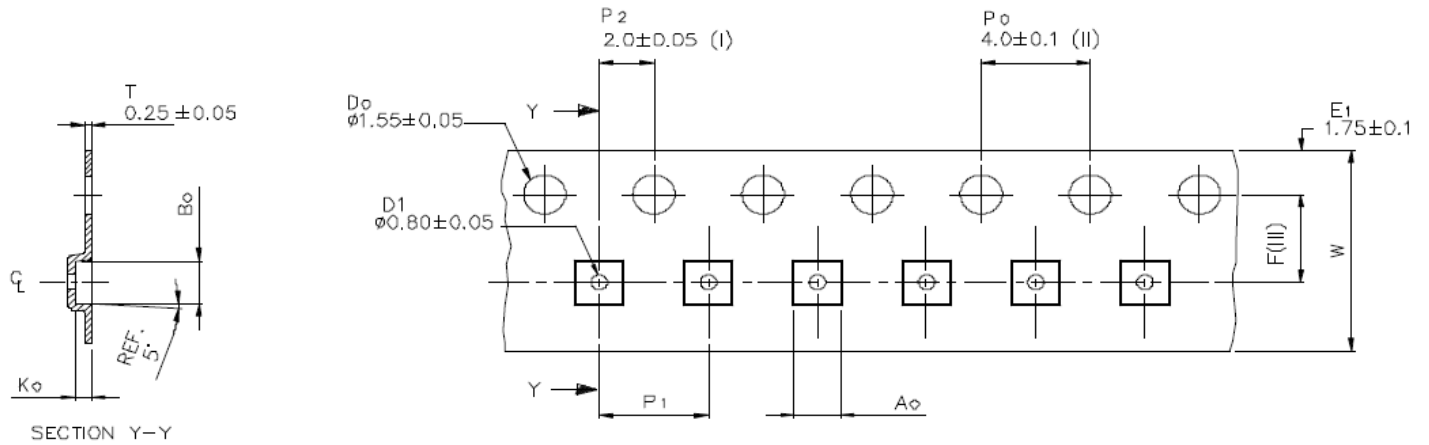 T
0.25±0.05
Bo
CL
REF.
5°
Ko
SECTION Y-Y
P2
2.0±0.05 (I)
Po
4.0±0.1 (II)
Y
Do
ø1.55±0.05
E1
1.75±0.1
D1
ø0.80±0.05
F(III)
W
Y
P1
Ao